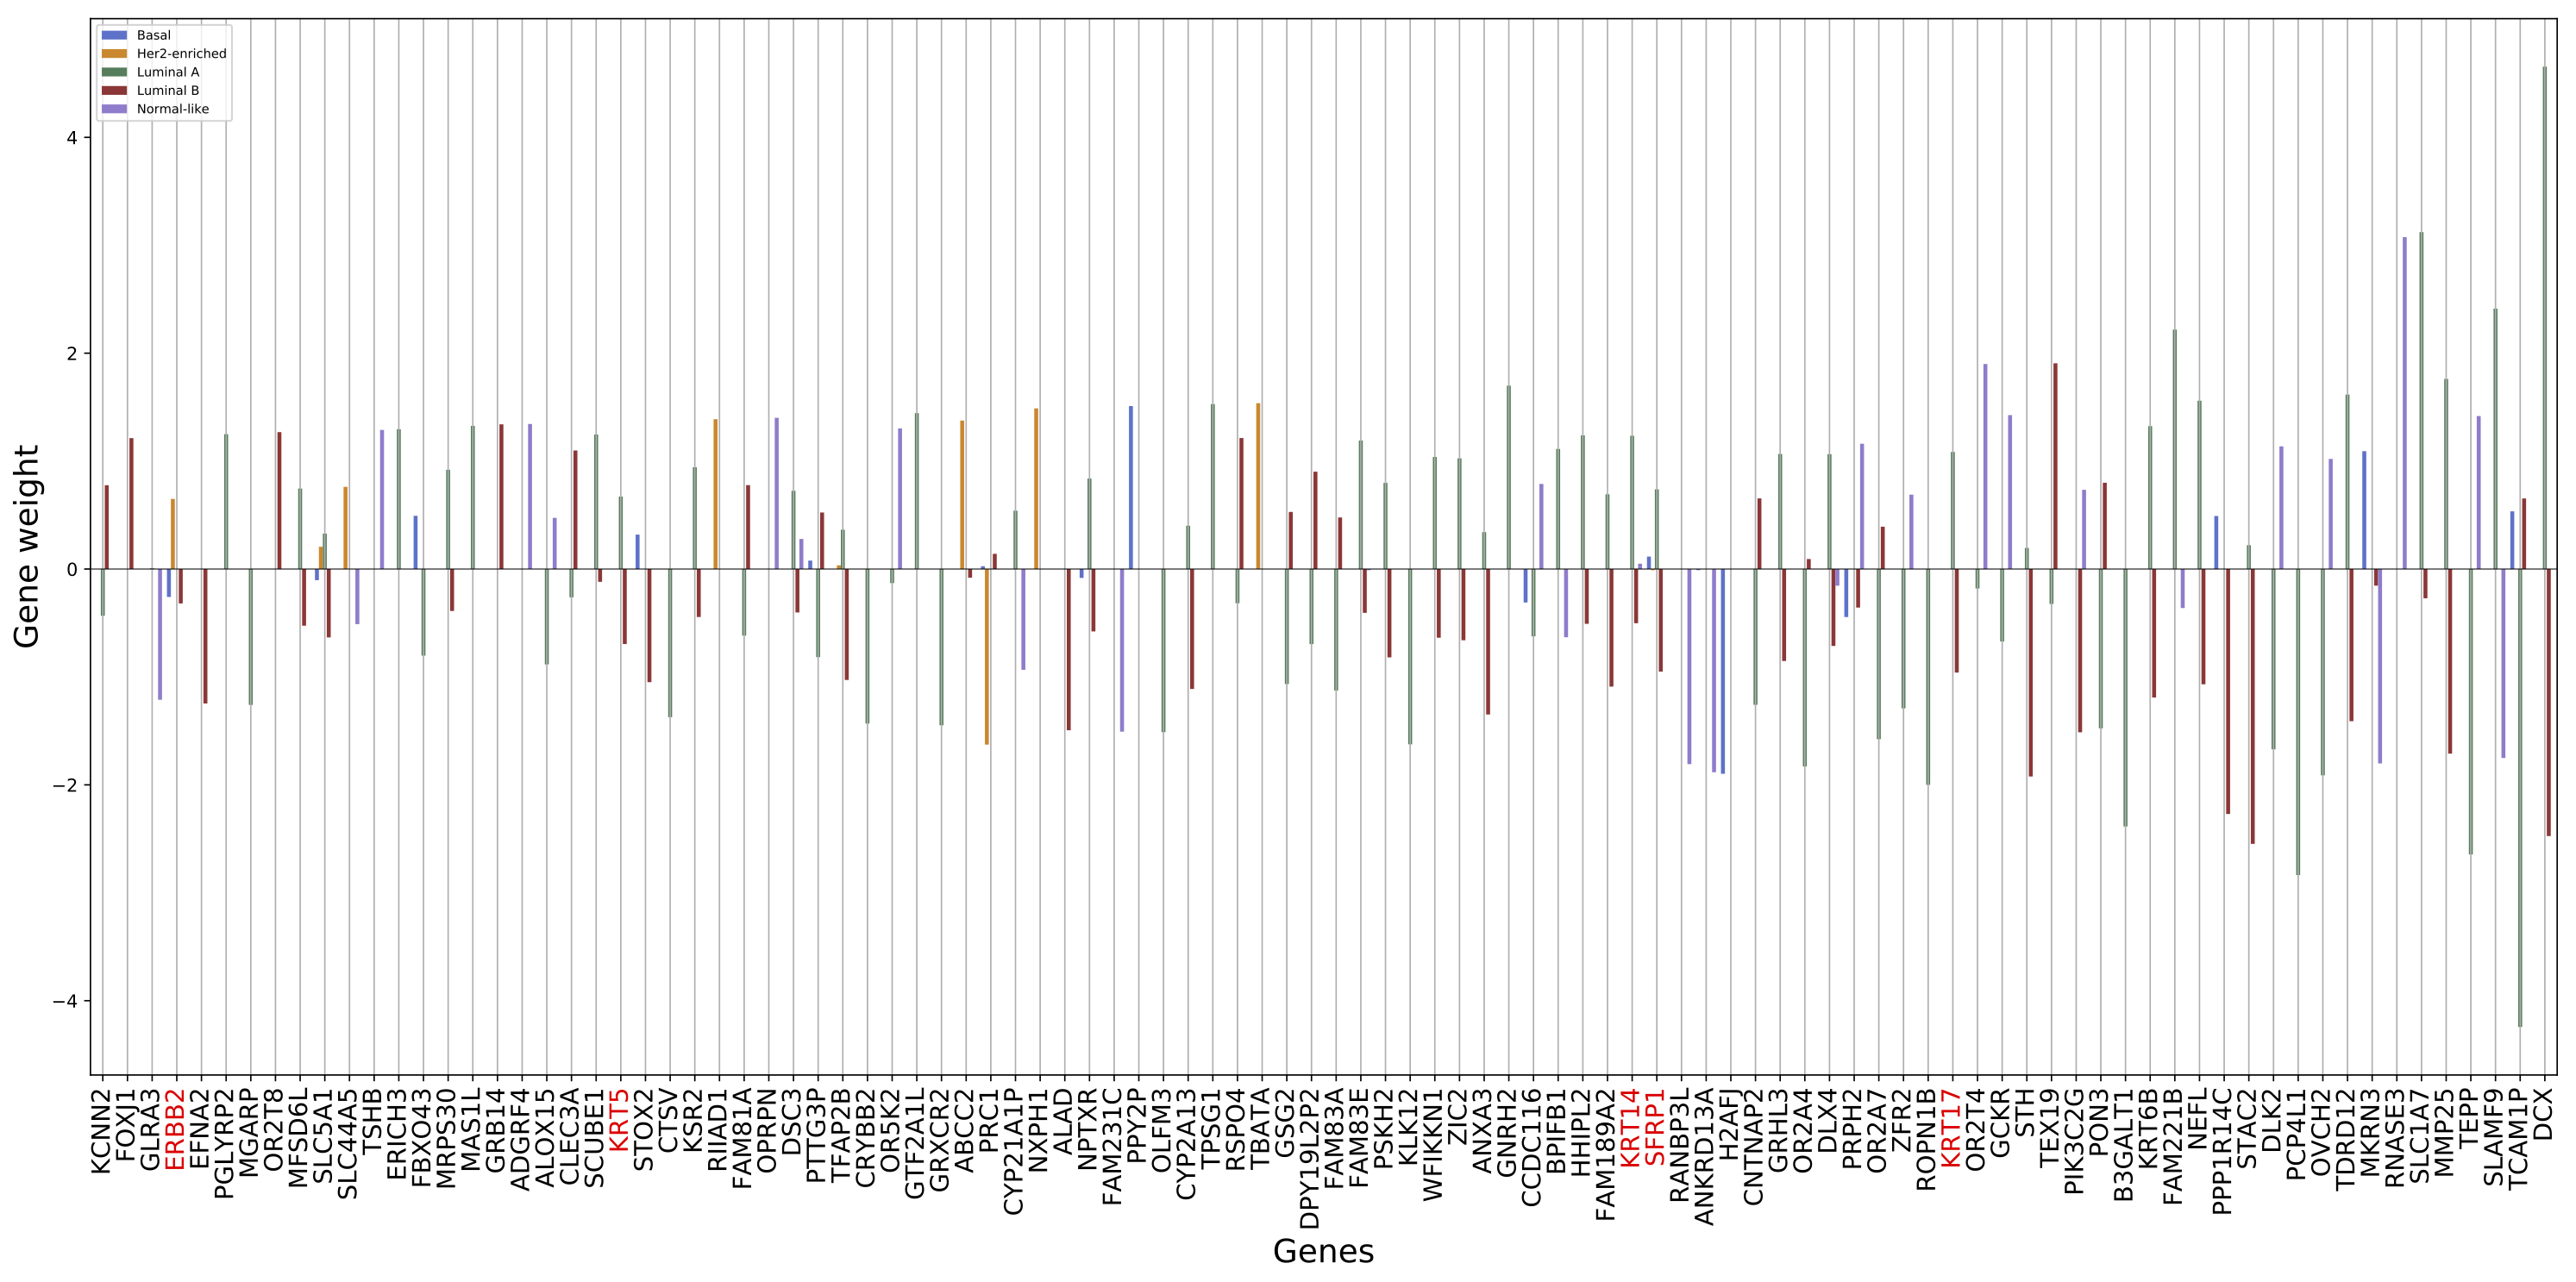 Basal
Her2-enriched
Luminal A
Luminal B
Normal-like
4
2
0
−2
−4
Gene weight
KCNN2
FOXJ1
GLRA3
ERBB2
EFNA2
PGLYRP2
MGARP
OR2T8
MFSD6L
SLC5A1
SLC44A5
TSHB
ERICH3
FBXO43
MRPS30
MAS1L
GRB14
ADGRF4
ALOX15
CLEC3A
SCUBE1
KRT5
STOX2
CTSV
KSR2
RIIAD1
FAM81A
OPRPN
DSC3
PTTG3P
TFAP2B
CRYBB2
OR5K2
GTF2A1L
GRXCR2
ABCC2
PRC1
CYP21A1P
NXPH1
ALAD
NPTXR
FAM231C
PPY2P
OLFM3
CYP2A13
TPSG1
RSPO4
TBATA
GSG2
DPY19L2P2
FAM83A
FAM83E
PSKH2
KLK12
WFIKKN1
ZIC2
ANXA3
GNRH2
CCDC116
BPIFB1
HHIPL2
FAM189A2
KRT14
SFRP1
RANBP3L
ANKRD13A
H2AFJ
CNTNAP2
GRHL3
OR2A4
DLX4
PRPH2
OR2A7
ZFR2
ROPN1B
KRT17
OR2T4
GCKR
STH
TEX19
PIK3C2G
PON3
B3GALT1
KRT6B
FAM221B
NEFL
PPP1R14C
STAC2
DLK2
PCP4L1
OVCH2
TDRD12
MKRN3
RNASE3
SLC1A7
MMP25
TEPP
SLAMF9
TCAM1P
DCX
Genes